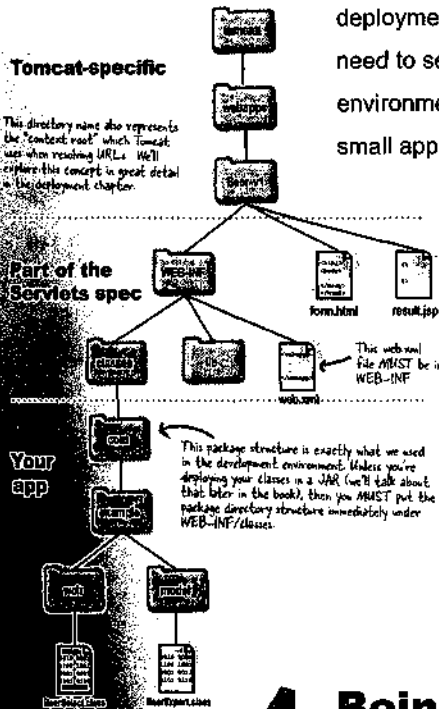 deployme
need to se
environme
small app
tomcat
Tomcat-specific
webapps
This directory name also represents
the "context root" which Tomcat
uses when resolving URLs. We'll
explore this concept in great detail
in the deployment chapter.
Part of the
Servlets spec
WEB-INF
form.html
result.jsp
classes
This web.xml
file MUST be in
WEB-INF
web.xml
com
Your
app
This package structure is exactly what we used
in the development environment. Unless you're
deploying your classes in a JAR (we'll talk about
that later in the book), then you MUST put the
package directory structure immediately under
WEB-INF/classes.
example
web
model
BeerSelect.class
BeerExpert.class
4 Bein